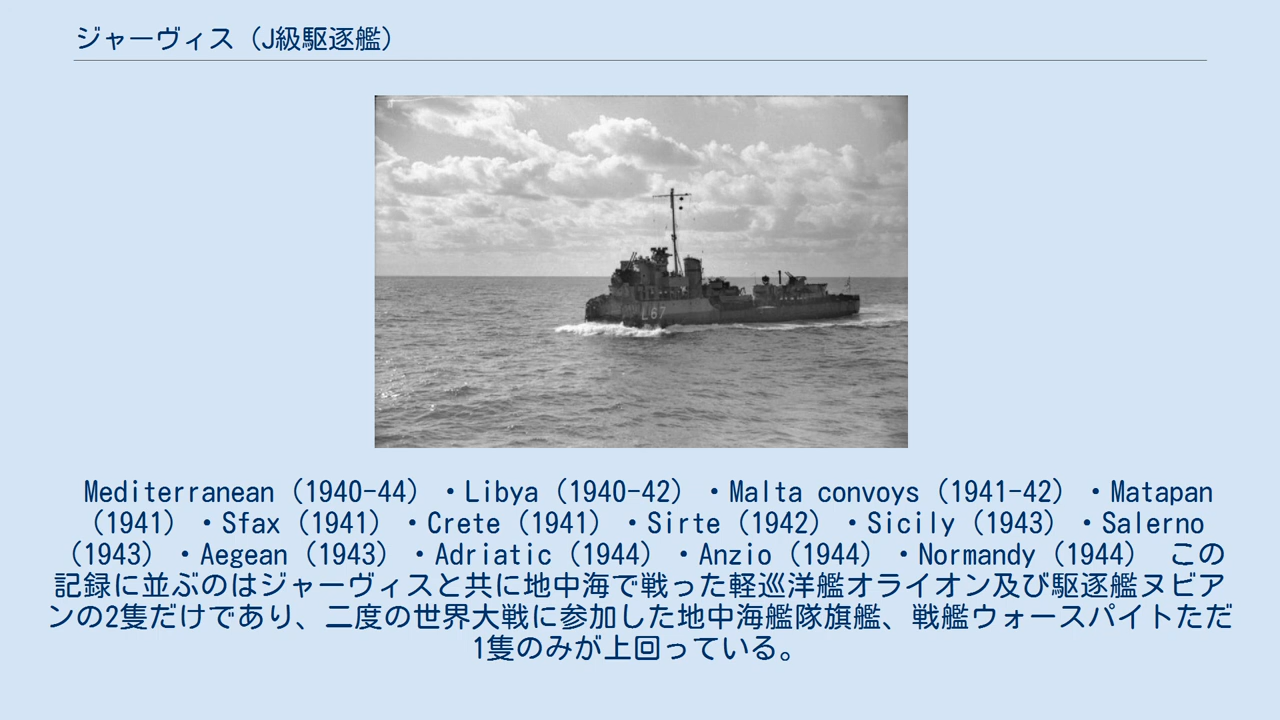 ジャーヴィス（J級駆逐艦）
L67
Mediterranean（1940-44）・Libya（1940-42）・Malta convoys（1941-42）・Matapan
（1941）・Sfax（1941）・Crete（1941）・Sirte（1942）・Sicily（1943）・Salerno
（1943）・Aegean（1943）・Adriatic（1944）・Anzio（1944）・Normandy（1944）　この
記録に並ぶのはジャーヴィスと共に地中海で戦った軽巡洋艦オライオン及び駆逐艦ヌビア
ンの2隻だけであり、二度の世界大戦に参加した地中海艦隊旗艦、戦艦ウォースパイトただ
1隻のみが上回っている。